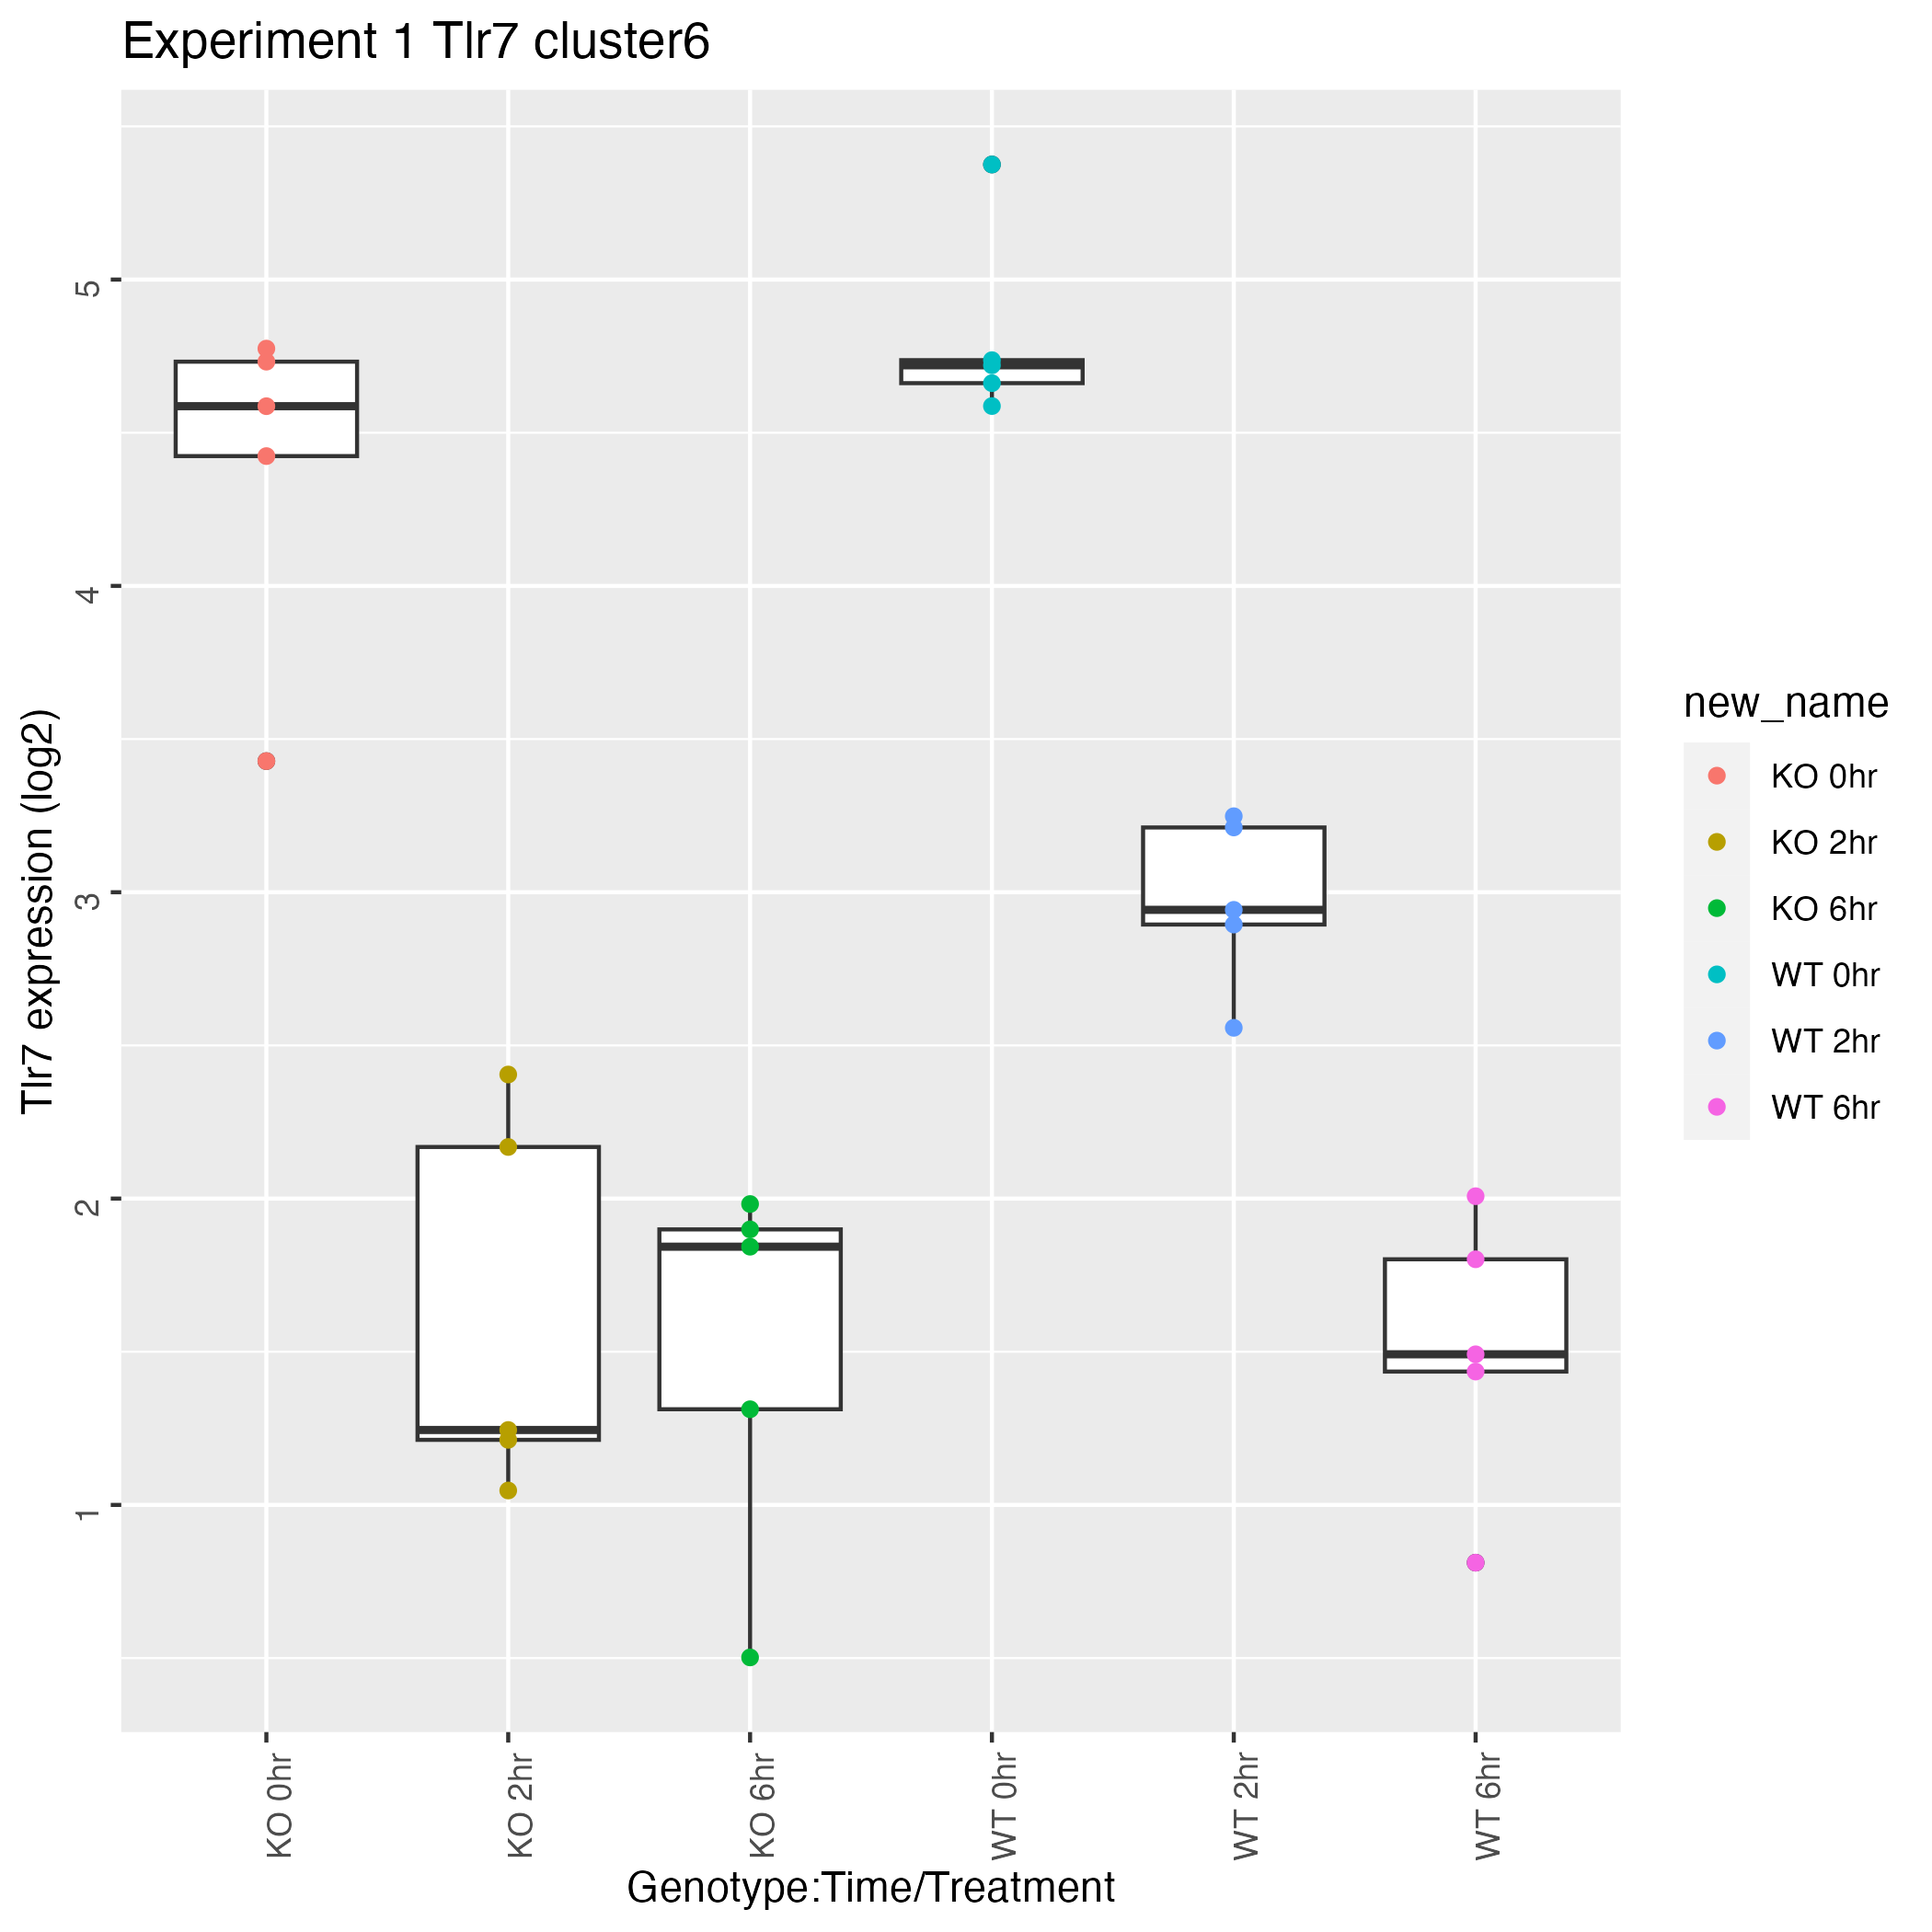 Experiment 1 Tlr7 cluster6
Tlr7 expression (log2)
5
4
3
2
1
KO 0hr
KO 2hr
KO 6hr
WT 0hr
WT 2hr
WT 6hr
Genotype:Time/Treatment
new_name
KO 0hr
KO 2hr
KO 6hr
WT 0hr
WT 2hr
WT 6hr